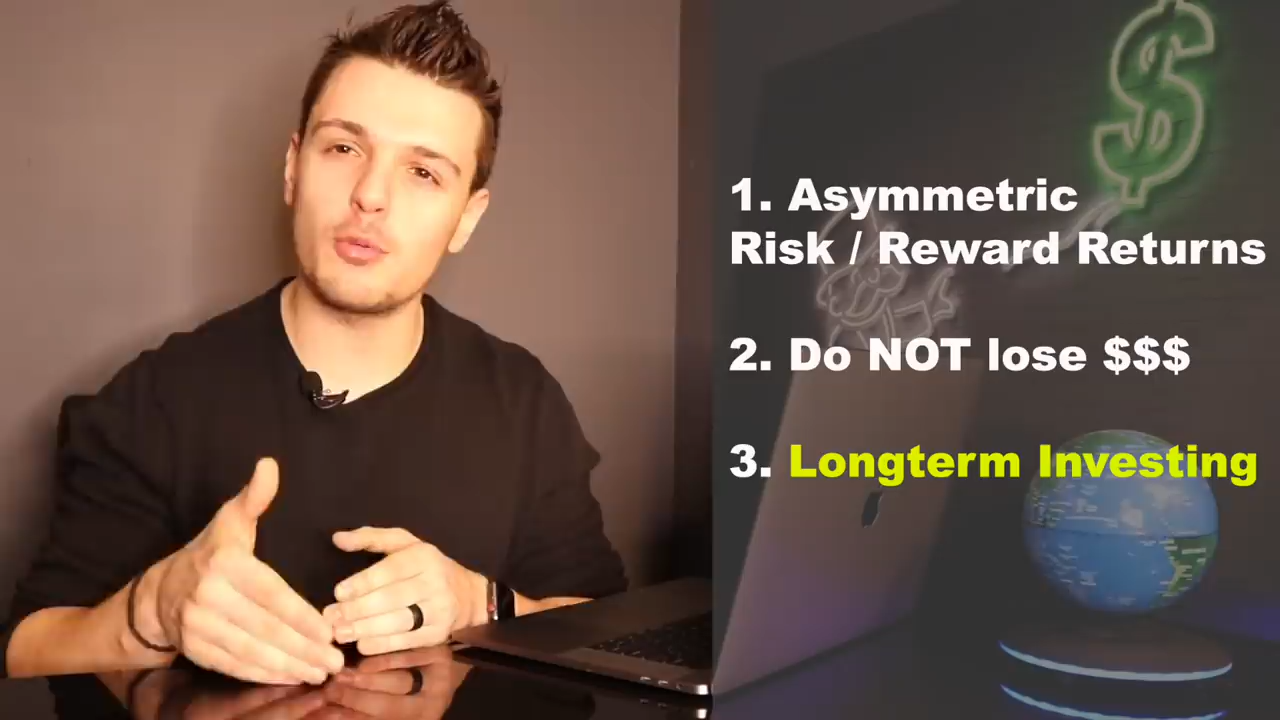 1. Asymmetric
Risk / Reward Returns
2. Do NOT lose $$$
3. Longterm Investing
$